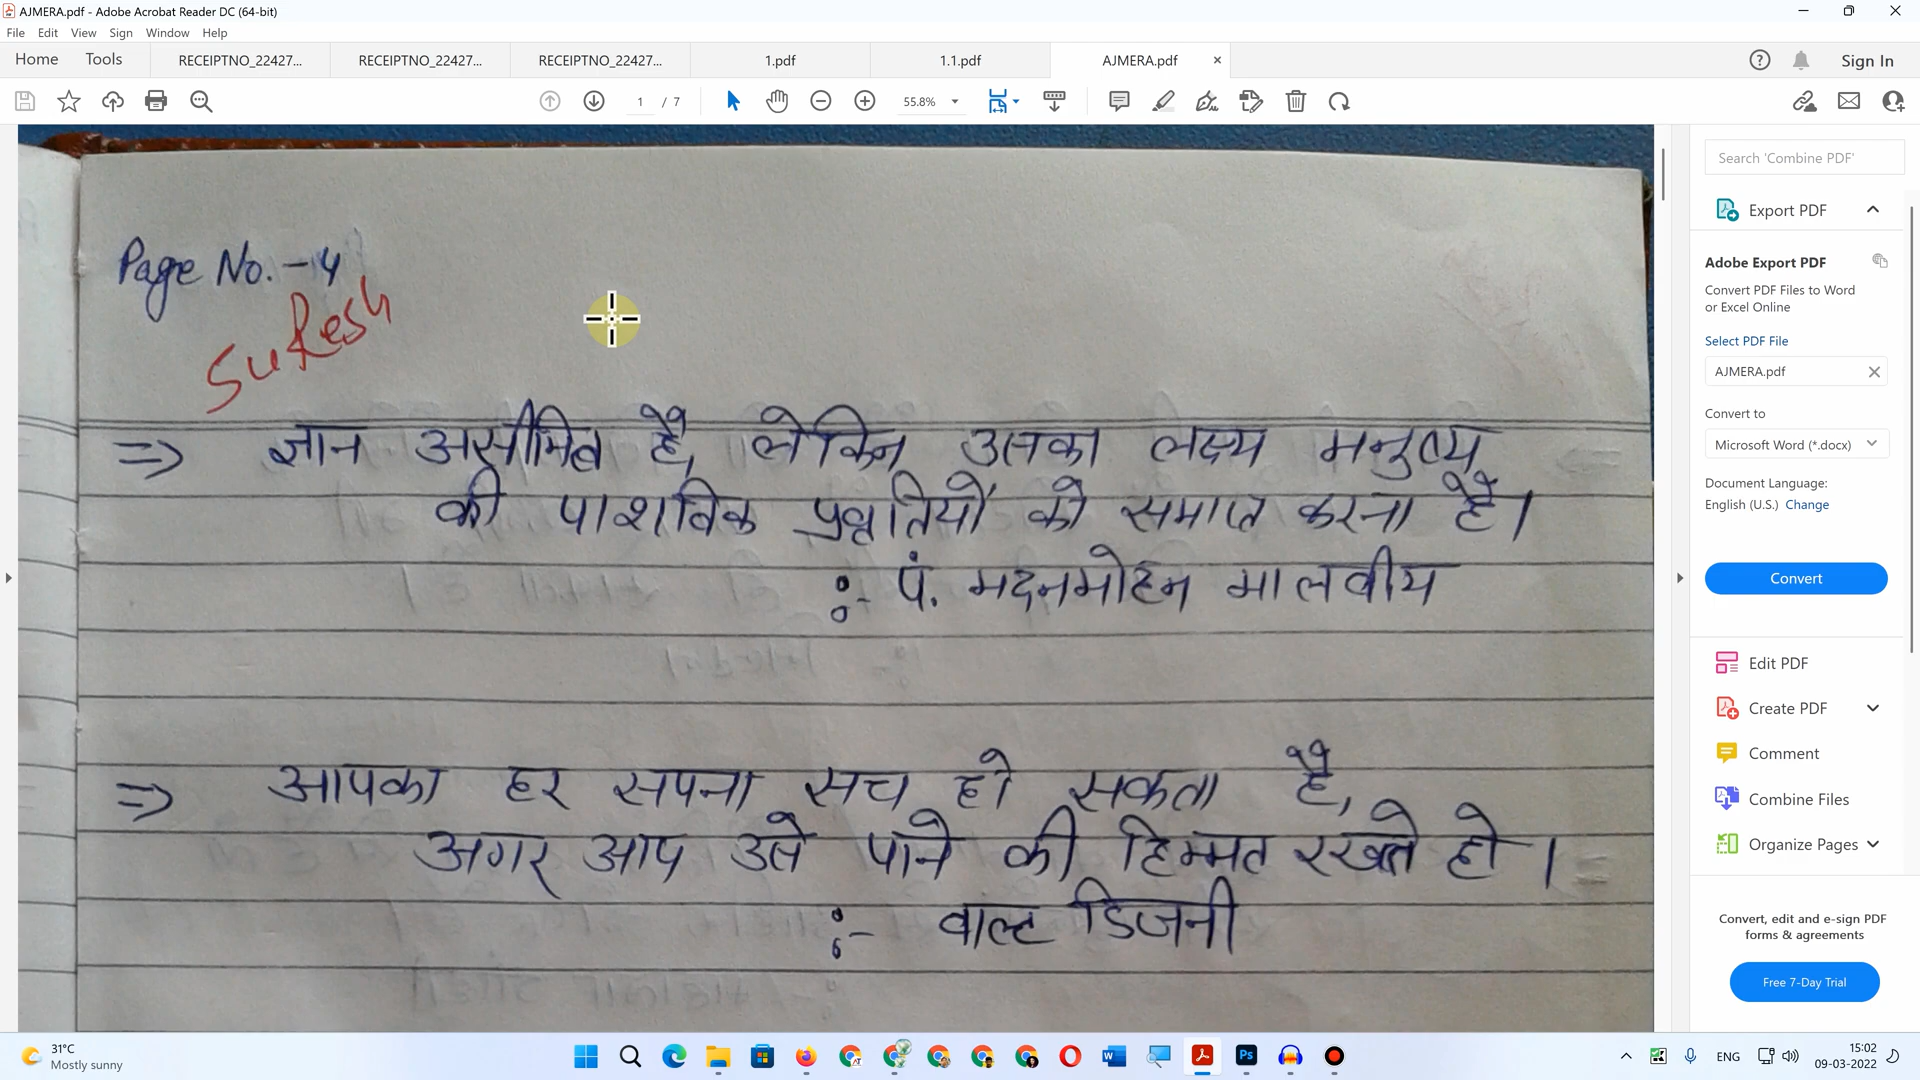 AJMERA.pdf - Adobe Acrobat Reader DC (64-bit)
File Edit View Sign Window Help
Home Tools RECEIPTNO_22427... RECEIPTNO_22427... RECEIPTNO_22427... 1.pdf 1.1.pdf AJMERA.pdf Sign In
1 / 7 55.8%
Page No. - 4
SuResh
=> ज्ञान असीमित है, लेकिन उसका लक्ष्य मनुष्य
की पाशविक प्रवृतियों को समाप्त करना है।
:- पं. मदनमोहन मालवीय
=> आपका हर सपना सच हो सकता है,
अगर आप उसे पाने की हिम्मत रखते हो।
:- वाल्ट डिजनी
Search 'Combine PDF'
Export PDF
Adobe Export PDF
Convert PDF Files to Word
or Excel Online
Select PDF File
AJMERA.pdf
Convert to
Microsoft Word (*.docx)
Document Language:
English (U.S.) Change
Convert
Edit PDF
Create PDF
Comment
Combine Files
Organize Pages
Convert, edit and e-sign PDF
forms & agreements
Free 7-Day Trial
31°C
Mostly sunny
ENG
15:02
09-03-2022